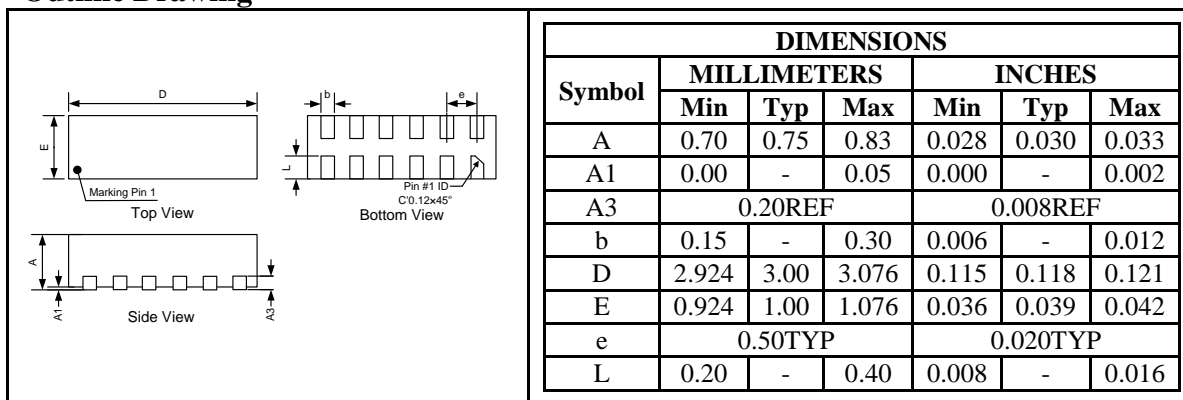 D
E
Marking Pin 1
Top View
b
e
L
Pin #1 ID
C'0.12×45°
Bottom View
A
A1
Side View
A3
DIMENSIONS
Symbol MILLIMETERS INCHES
Min Typ Max Min Typ Max
A 0.70 0.75 0.83 0.028 0.030 0.033
A1 0.00 - 0.05 0.000 - 0.002
A3 0.20REF 0.008REF
b 0.15 - 0.30 0.006 - 0.012
D 2.924 3.00 3.076 0.115 0.118 0.121
E 0.924 1.00 1.076 0.036 0.039 0.042
e 0.50TYP 0.020TYP
L 0.20 - 0.40 0.008 - 0.016